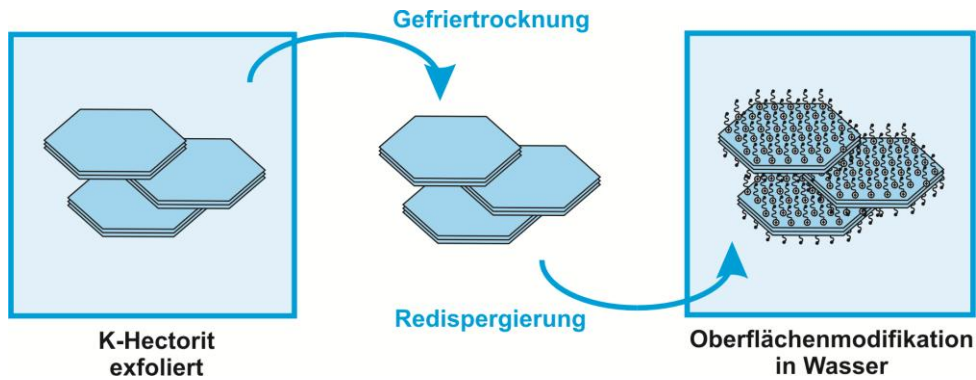 Gefriertrocknung
Redispergierung
K-Hectorit
exfoliert
Oberflächenmodifikation
in Wasser